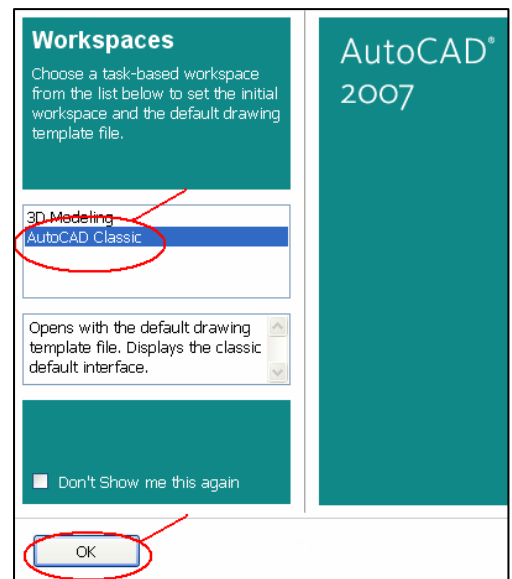 Workspaces
Choose a task-based workspace
from the list below to set the initial
workspace and the default drawing
template file.
3D Modeling
AutoCAD Classic
Opens with the default drawing
template file. Displays the classic
default interface.
Don't Show me this again
OK
AutoCAD®
2007